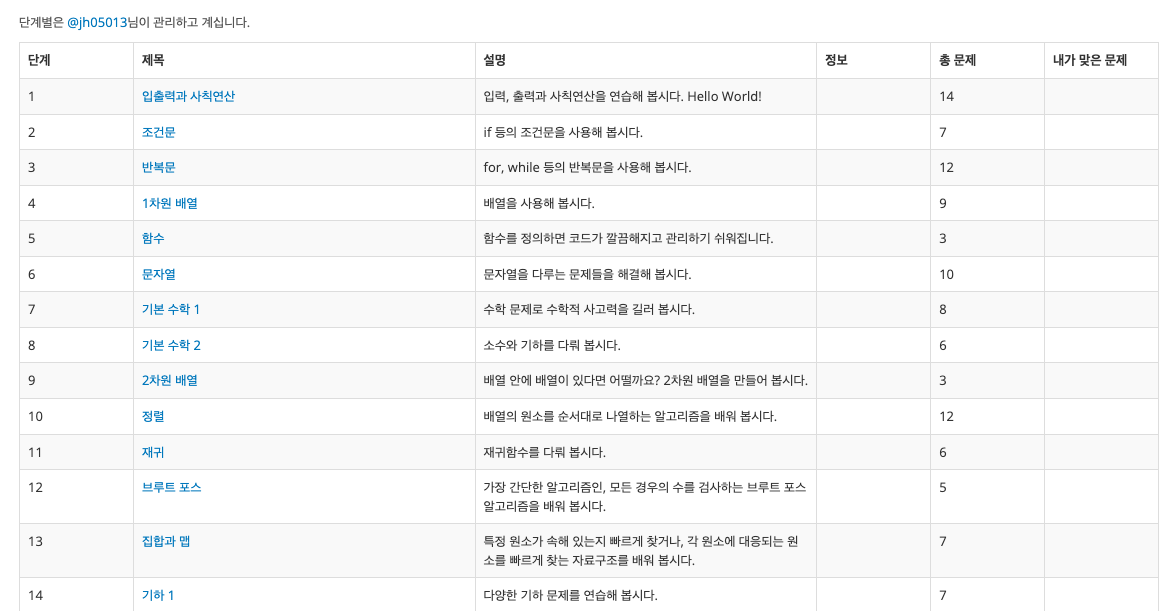 단계별은 @jh05013님이 관리하고 계십니다.
단계 제목 설명 정보 총 문제 내가 맞은 문제
1 입출력과 사칙연산 입력, 출력과 사칙연산을 연습해 봅시다. Hello World! 14
2 조건문 if 등의 조건문을 사용해 봅시다. 7
3 반복문 for, while 등의 반복문을 사용해 봅시다. 12
4 1차원 배열 배열을 사용해 봅시다. 9
5 함수 함수를 정의하면 코드가 깔끔해지고 관리하기 쉬워집니다. 3
6 문자열 문자열을 다루는 문제들을 해결해 봅시다. 10
7 기본 수학 1 수학 문제로 수학적 사고력을 길러 봅시다. 8
8 기본 수학 2 소수와 기하를 다뤄 봅시다. 6
9 2차원 배열 배열 안에 배열이 있다면 어떨까요? 2차원 배열을 만들어 봅시다. 3
10 정렬 배열의 원소를 순서대로 나열하는 알고리즘을 배워 봅시다. 12
11 재귀 재귀함수를 다뤄 봅시다. 6
12 브루트 포스 가장 간단한 알고리즘인, 모든 경우의 수를 검사하는 브루트 포스 5
알고리즘을 배워 봅시다.
13 집합과 맵 특정 원소가 속해 있는지 빠르게 찾거나, 각 원소에 대응되는 원 7
소를 빠르게 찾는 자료구조를 배워 봅시다.
14 기하 1 다양한 기하 문제를 연습해 봅시다. 7